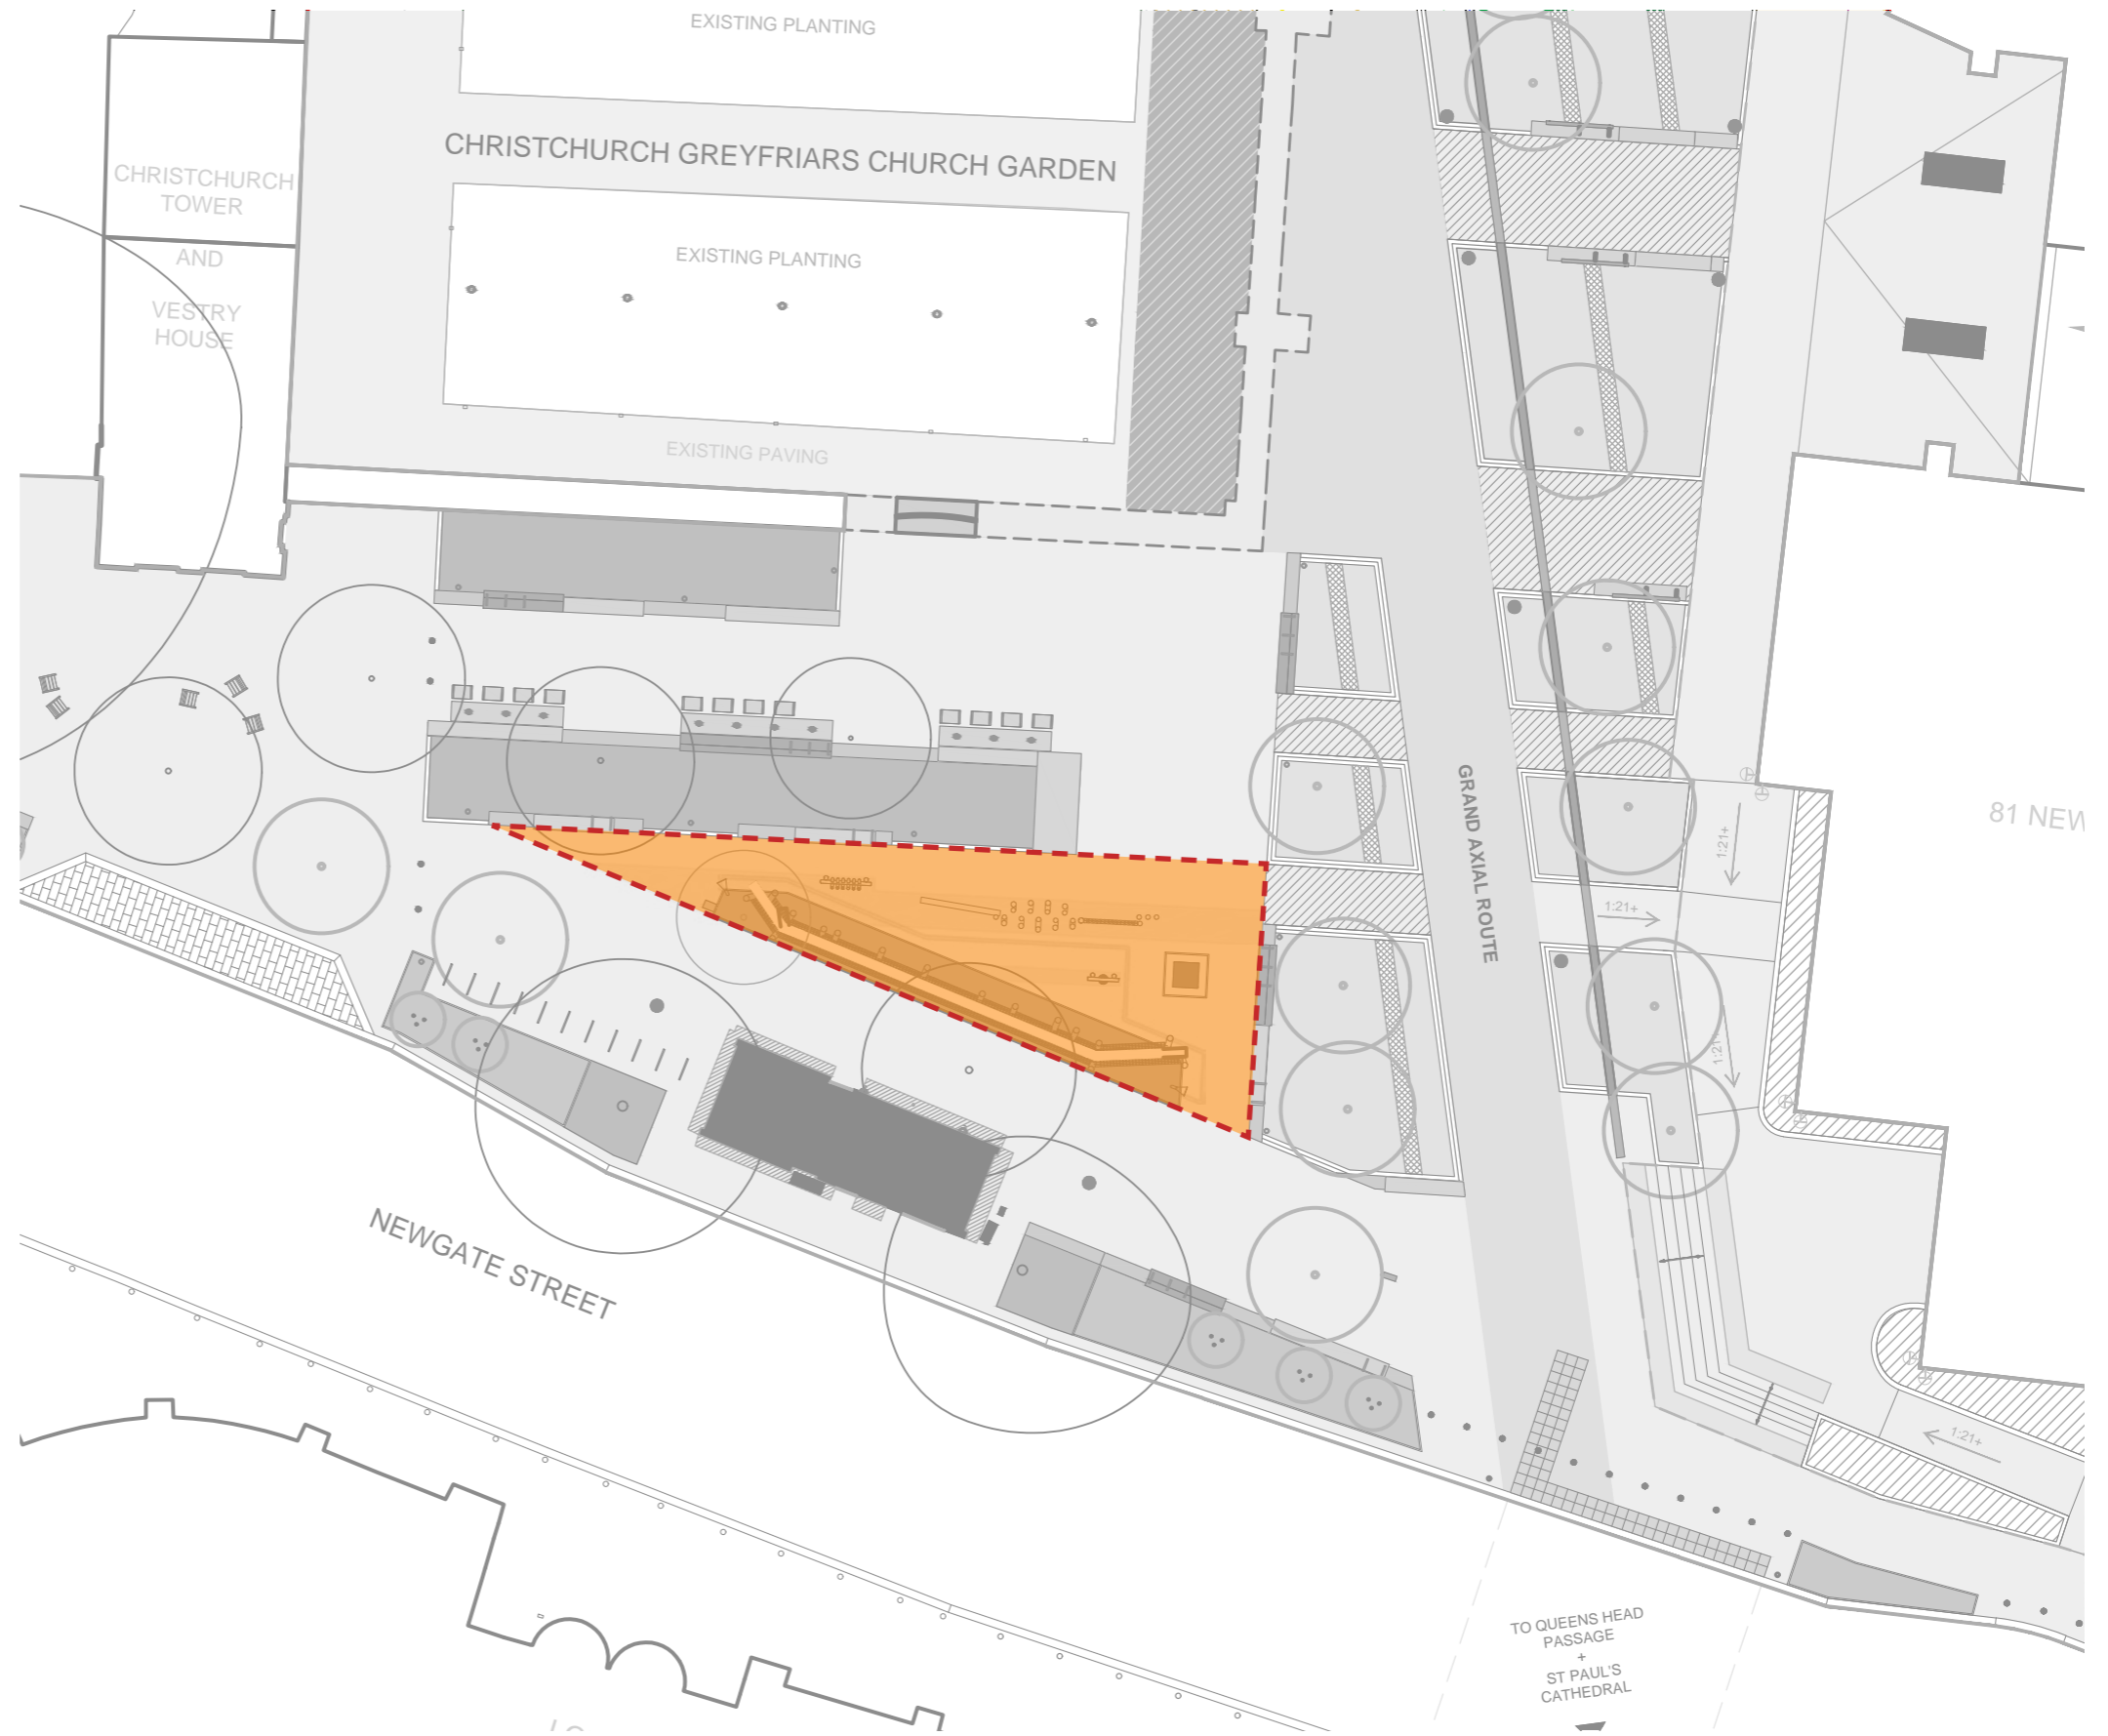 EXISTING PLANTING
CHRISTCHURCH GREYFRIARS CHURCH GARDEN
CHRISTCHURCH
TOWER
AND
VESTRY
HOUSE
EXISTING PLANTING
EXISTING PAVING
GRAND AXIAL ROUTE
81 NEW
1:21+
1:21+
1:21+
1:21+
NEWGATE STREET
TO QUEENS HEAD
PASSAGE
+
ST PAUL'S
CATHEDRAL